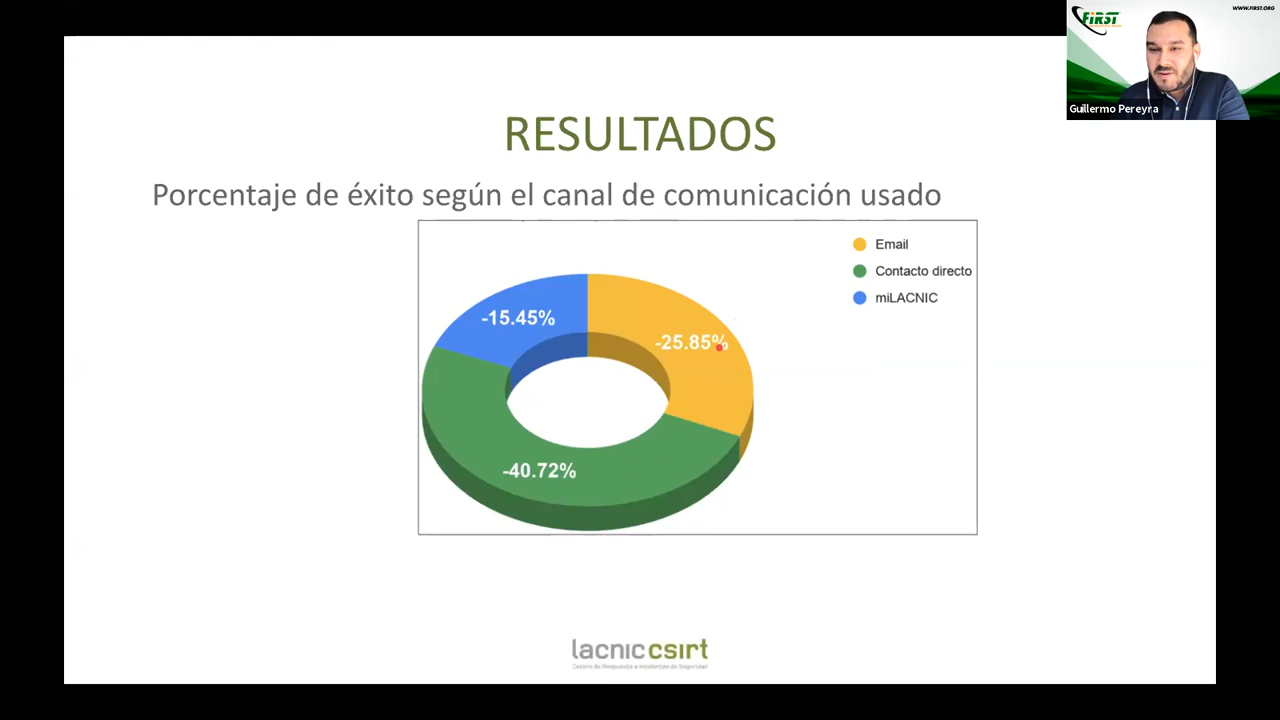 FiRST
WWW.FIRST.ORG
Guillermo Pereyra
RESULTADOS
Porcentaje de éxito según el canal de comunicación usado
Email
Contacto directo
miLACNIC
-15.45%
-25.85%
-40.72%
lacnic csirt
Centro de Respuesta a Incidentes de Seguridad